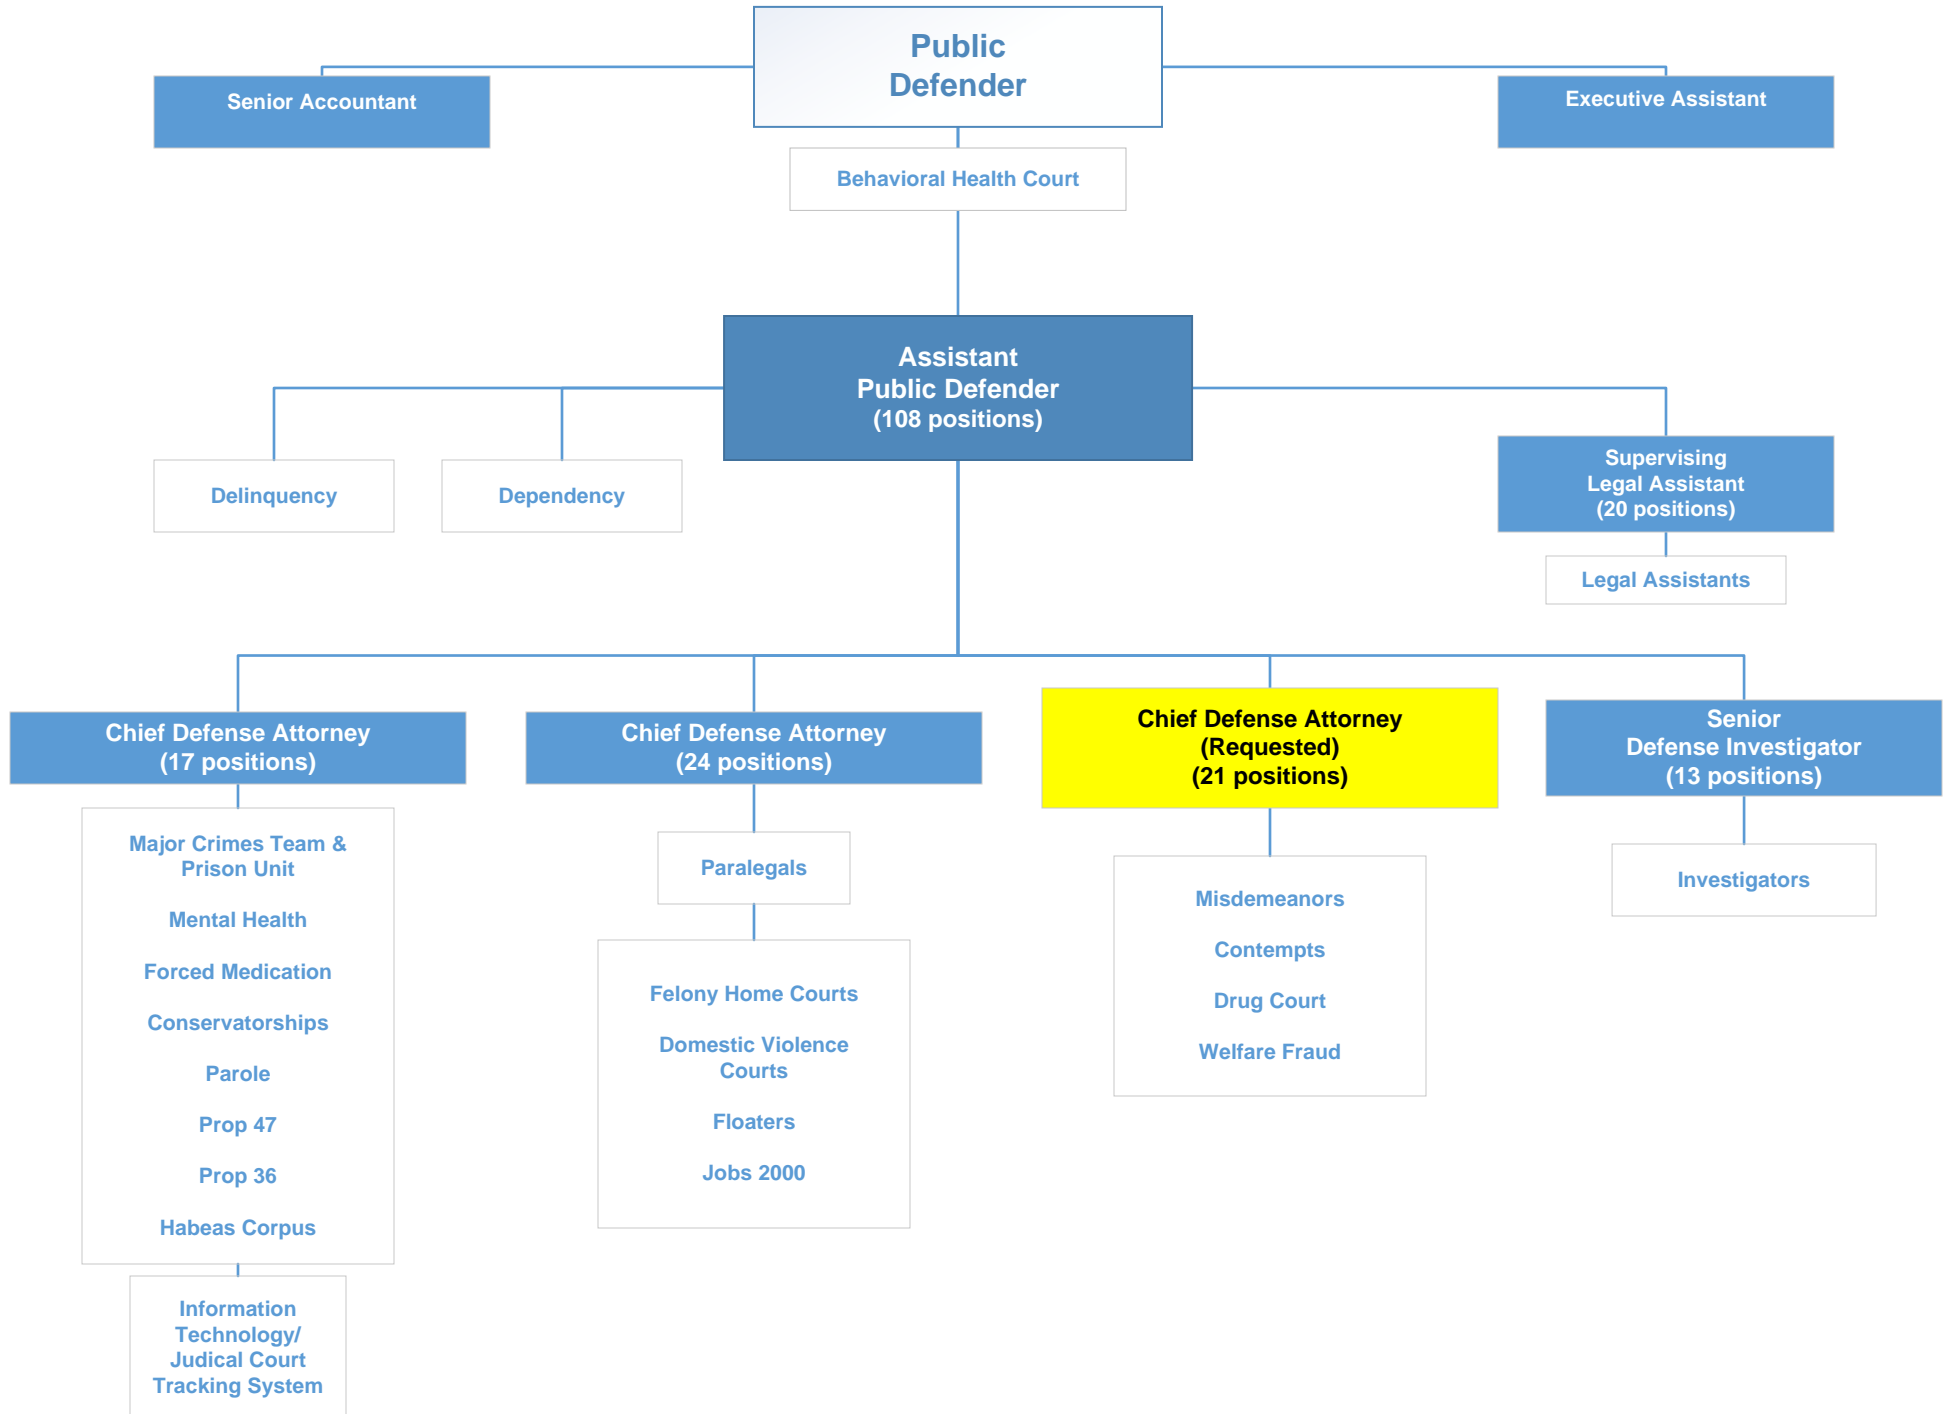 Public
Defender
Senior Accountant
Executive Assistant
Behavioral Health Court
Assistant
Public Defender
(108 positions)
Delinquency
Dependency
Supervising
Legal Assistant
(20 positions)
Legal Assistants
Chief Defense Attorney
(17 positions)
Chief Defense Attorney
(24 positions)
Chief Defense Attorney
(Requested)
(21 positions)
Senior
Defense Investigator
(13 positions)
Major Crimes Team &
Prison Unit
Mental Health
Forced Medication
Conservatorships
Parole
Prop 47
Prop 36
Habeas Corpus
Information
Technology/
Judical Court
Tracking System
Paralegals
Felony Home Courts
Domestic Violence
Courts
Floaters
Jobs 2000
Misdemeanors
Contempts
Drug Court
Welfare Fraud
Investigators